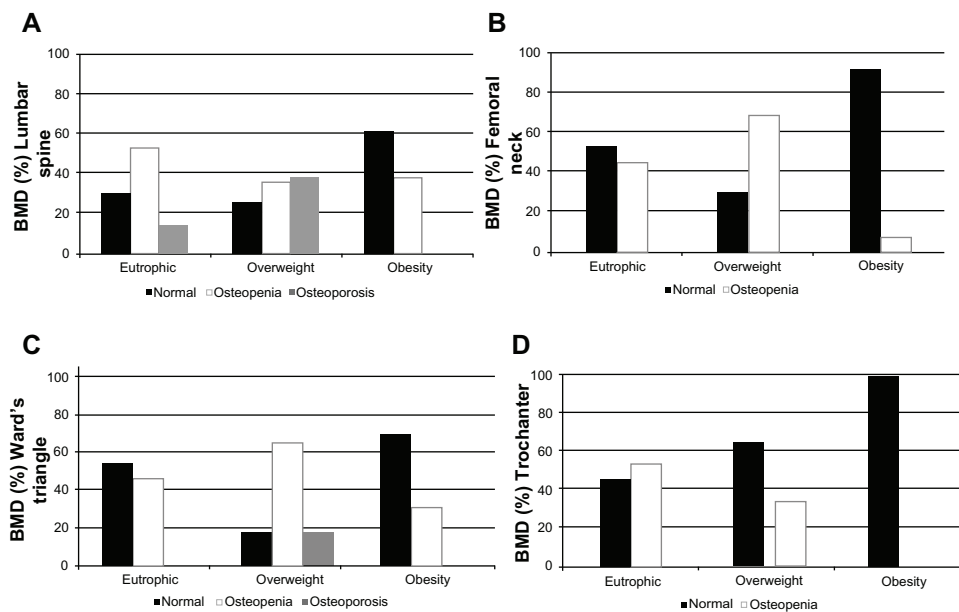 A
BMD (%) Lumbar
spine
100
80
60
40
20
0
Eutrophic Overweight Obesity
■Normal □Osteopenia ■Osteoporosis
B
BMD (%) Femoral
neck
100
80
60
40
20
0
Eutrophic Overweight Obesity
■Normal □Osteopenia
C
BMD (%) Ward's
triangle
100
80
60
40
20
0
Eutrophic Overweight Obesity
■Normal □Osteopenia ■Osteoporosis
D
BMD (%) Trochanter
100
80
60
40
20
0
Eutrophic Overweight Obesity
■Normal □Osteopenia